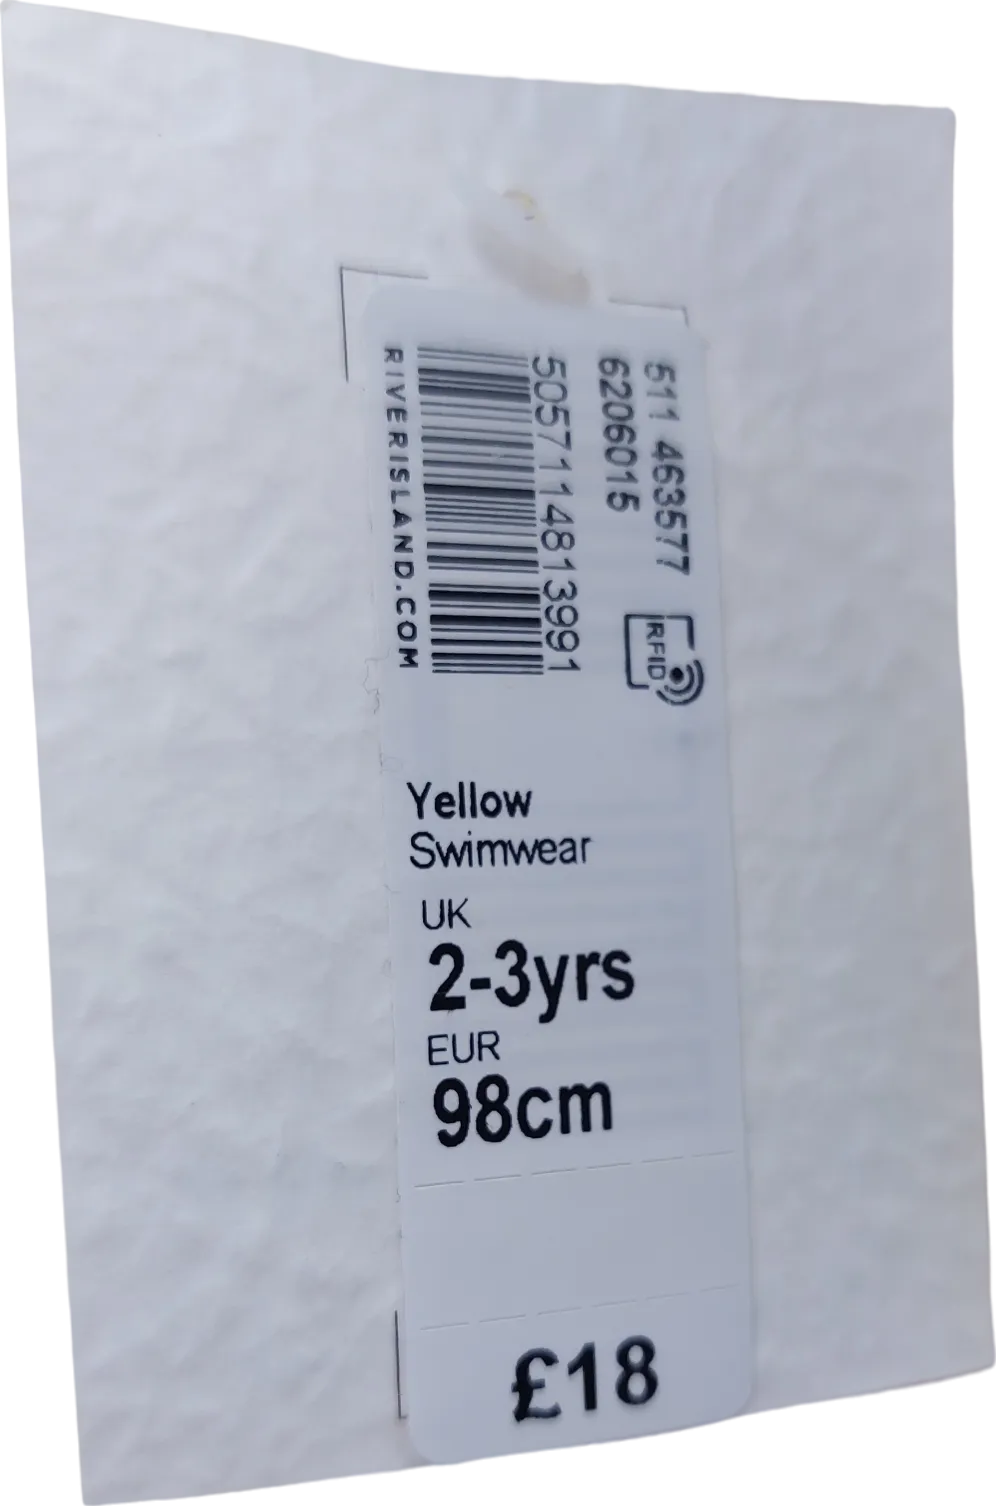 511 463577
6206015
5057114813991
RIVERISLAND.COM
RFID
Yellow
Swimwear
UK
2-3yrs
EUR
98cm
£18